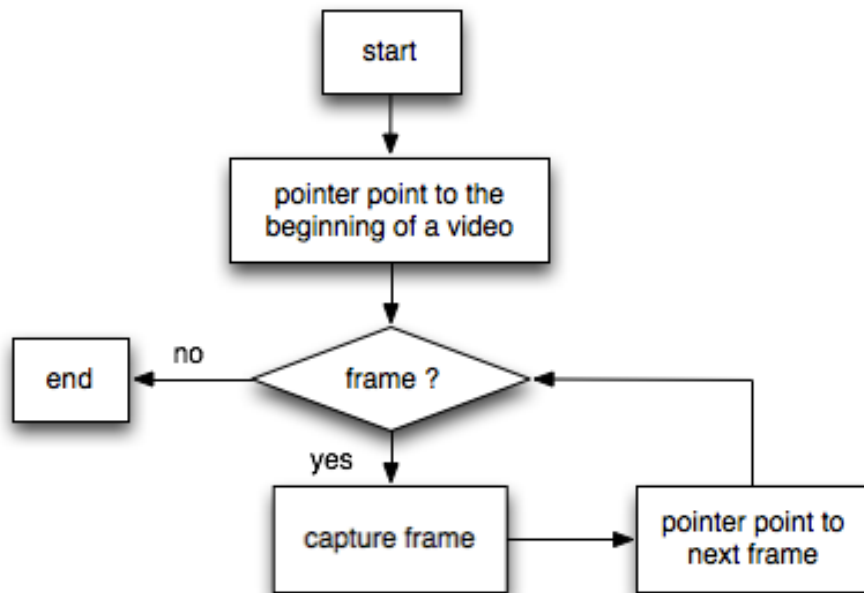 start
pointer point to the
beginning of a video
no
end
frame ?
yes
capture frame
pointer point to
next frame